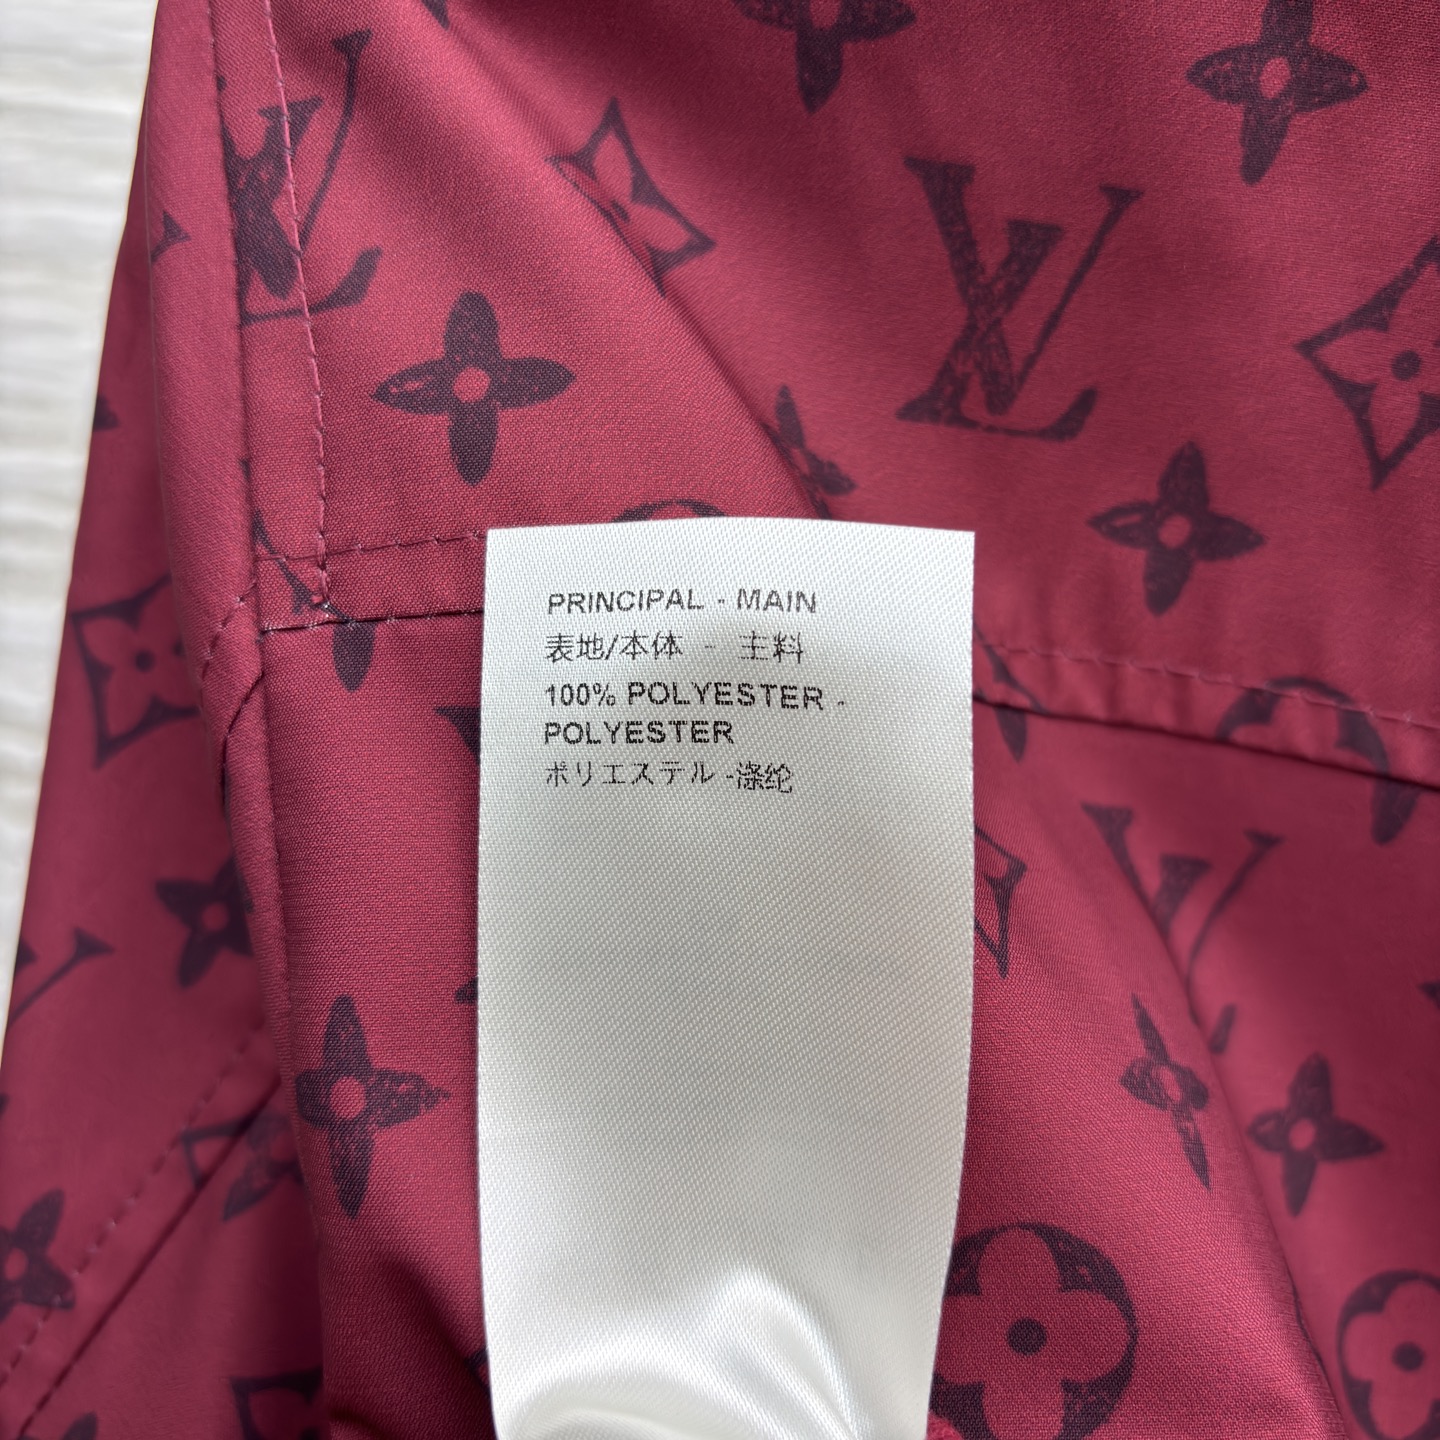 PRINCIPAL - MAIN
表地/本体 - 主料
100% POLYESTER -
POLYESTER
ポリエステル -涤纶